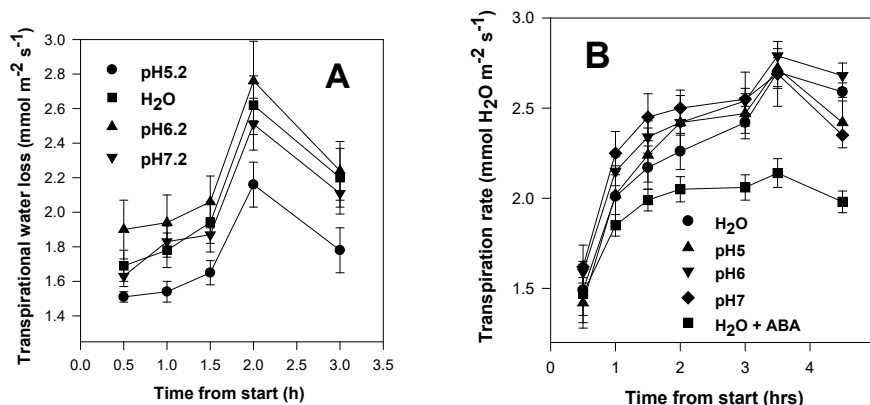 A
Transpirational water loss (mmol m-2 s-1)
3.0
2.8
2.6
2.4
2.2
2.0
1.8
1.6
1.4
pH5.2
H2O
pH6.2
pH7.2
0.0 0.5 1.0 1.5 2.0 2.5 3.0 3.5
Time from start (h)
B
Transpiration rate (mmol H2O m-2 s-1)
3.0
2.5
2.0
1.5
H2O
pH5
pH6
pH7
H2O + ABA
0 1 2 3 4
Time from start (hrs)